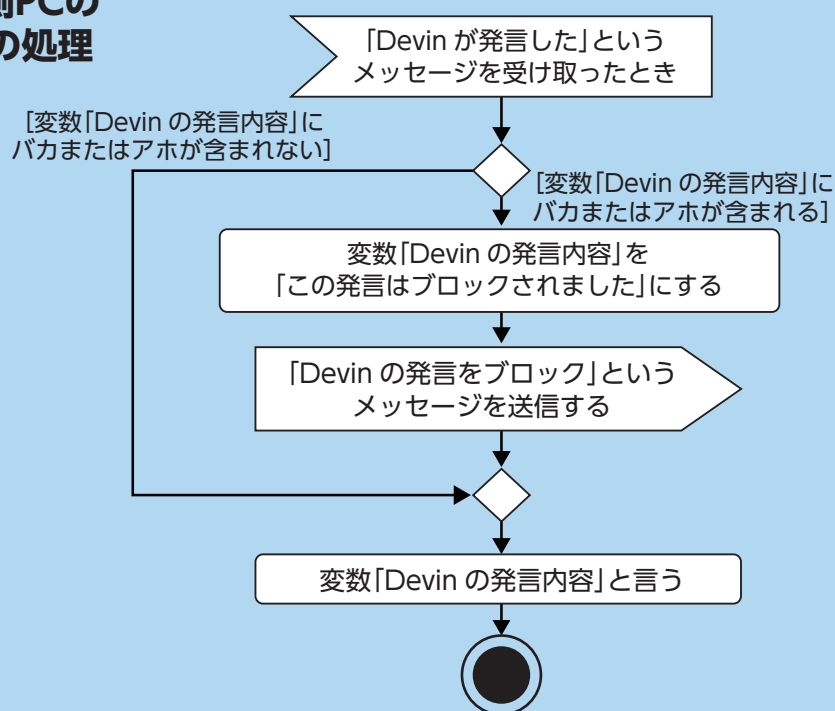 側PCの
の処理
「Devin が発言した」という
メッセージを受け取ったとき
[変数「Devin の発言内容」に
バカまたはアホが含まれない]
[変数「Devin の発言内容」に
バカまたはアホが含まれる]
変数「Devin の発言内容」を
「この発言はブロックされました」にする
「Devin の発言をブロック」という
メッセージを送信する
変数「Devin の発言内容」と言う